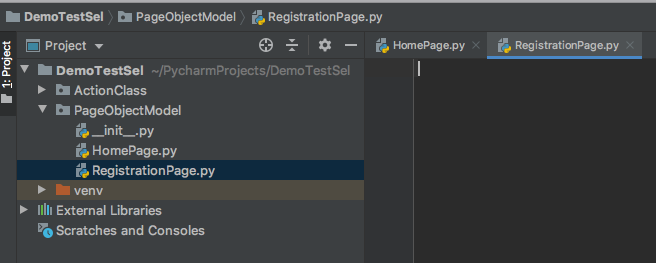 DemoTestSel PageObjectModel RegistrationPage.py
1: Project
Project
HomePage.py RegistrationPage.py
DemoTestSel ~/PycharmProjects/DemoTestSel
ActionClass
PageObjectModel
__init__.py
HomePage.py
RegistrationPage.py
venv
External Libraries
Scratches and Consoles